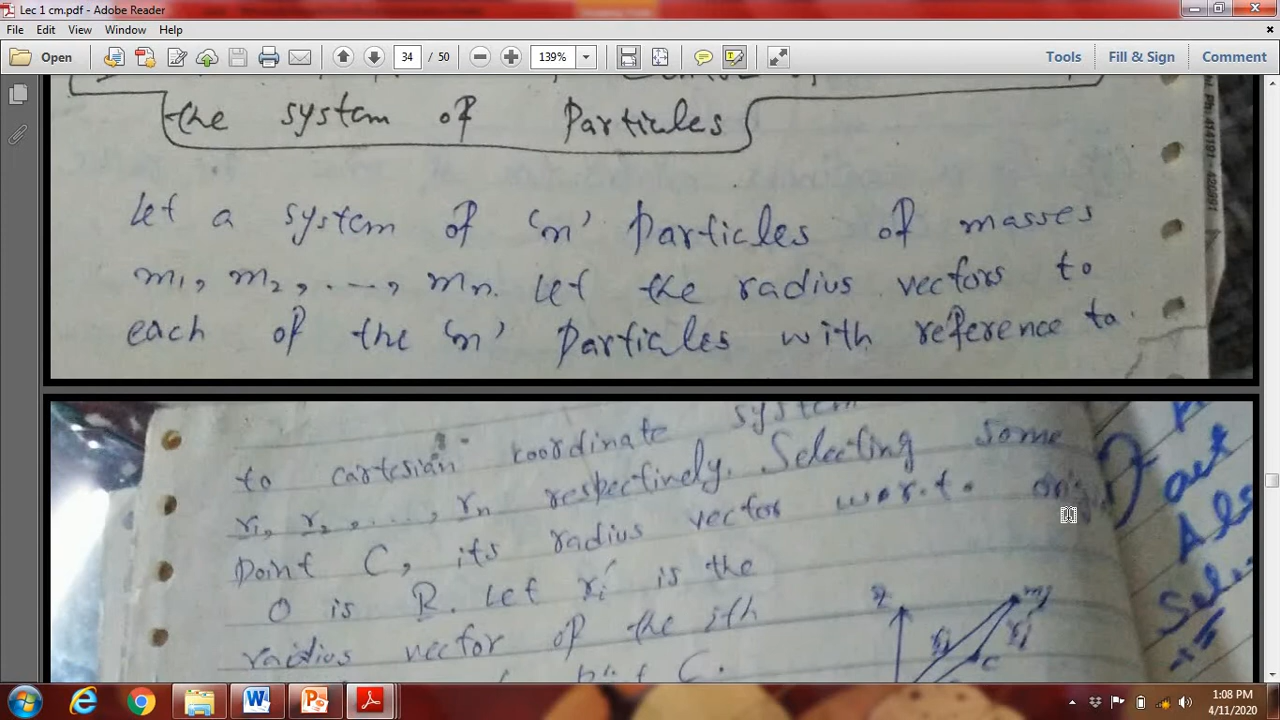 Lec 1 cm.pdf - Adobe Reader
File Edit View Window Help
Open 34 / 50 139% Tools Fill & Sign Comment
the system of Particles
Let a system of 'n' Particles of masses
m1, m2, ...., mn. Let the radius vectors to
each of the 'n' Particles with reference to
to cartesian coordinate system
r1, r2, ...., rn respectively. Selecting some
Point C, its radius vector w.r.t.
O is R. Let ri' is the
radius vector of the ith
C.
z
mj
rj rj'
C
1:08 PM
4/11/2020